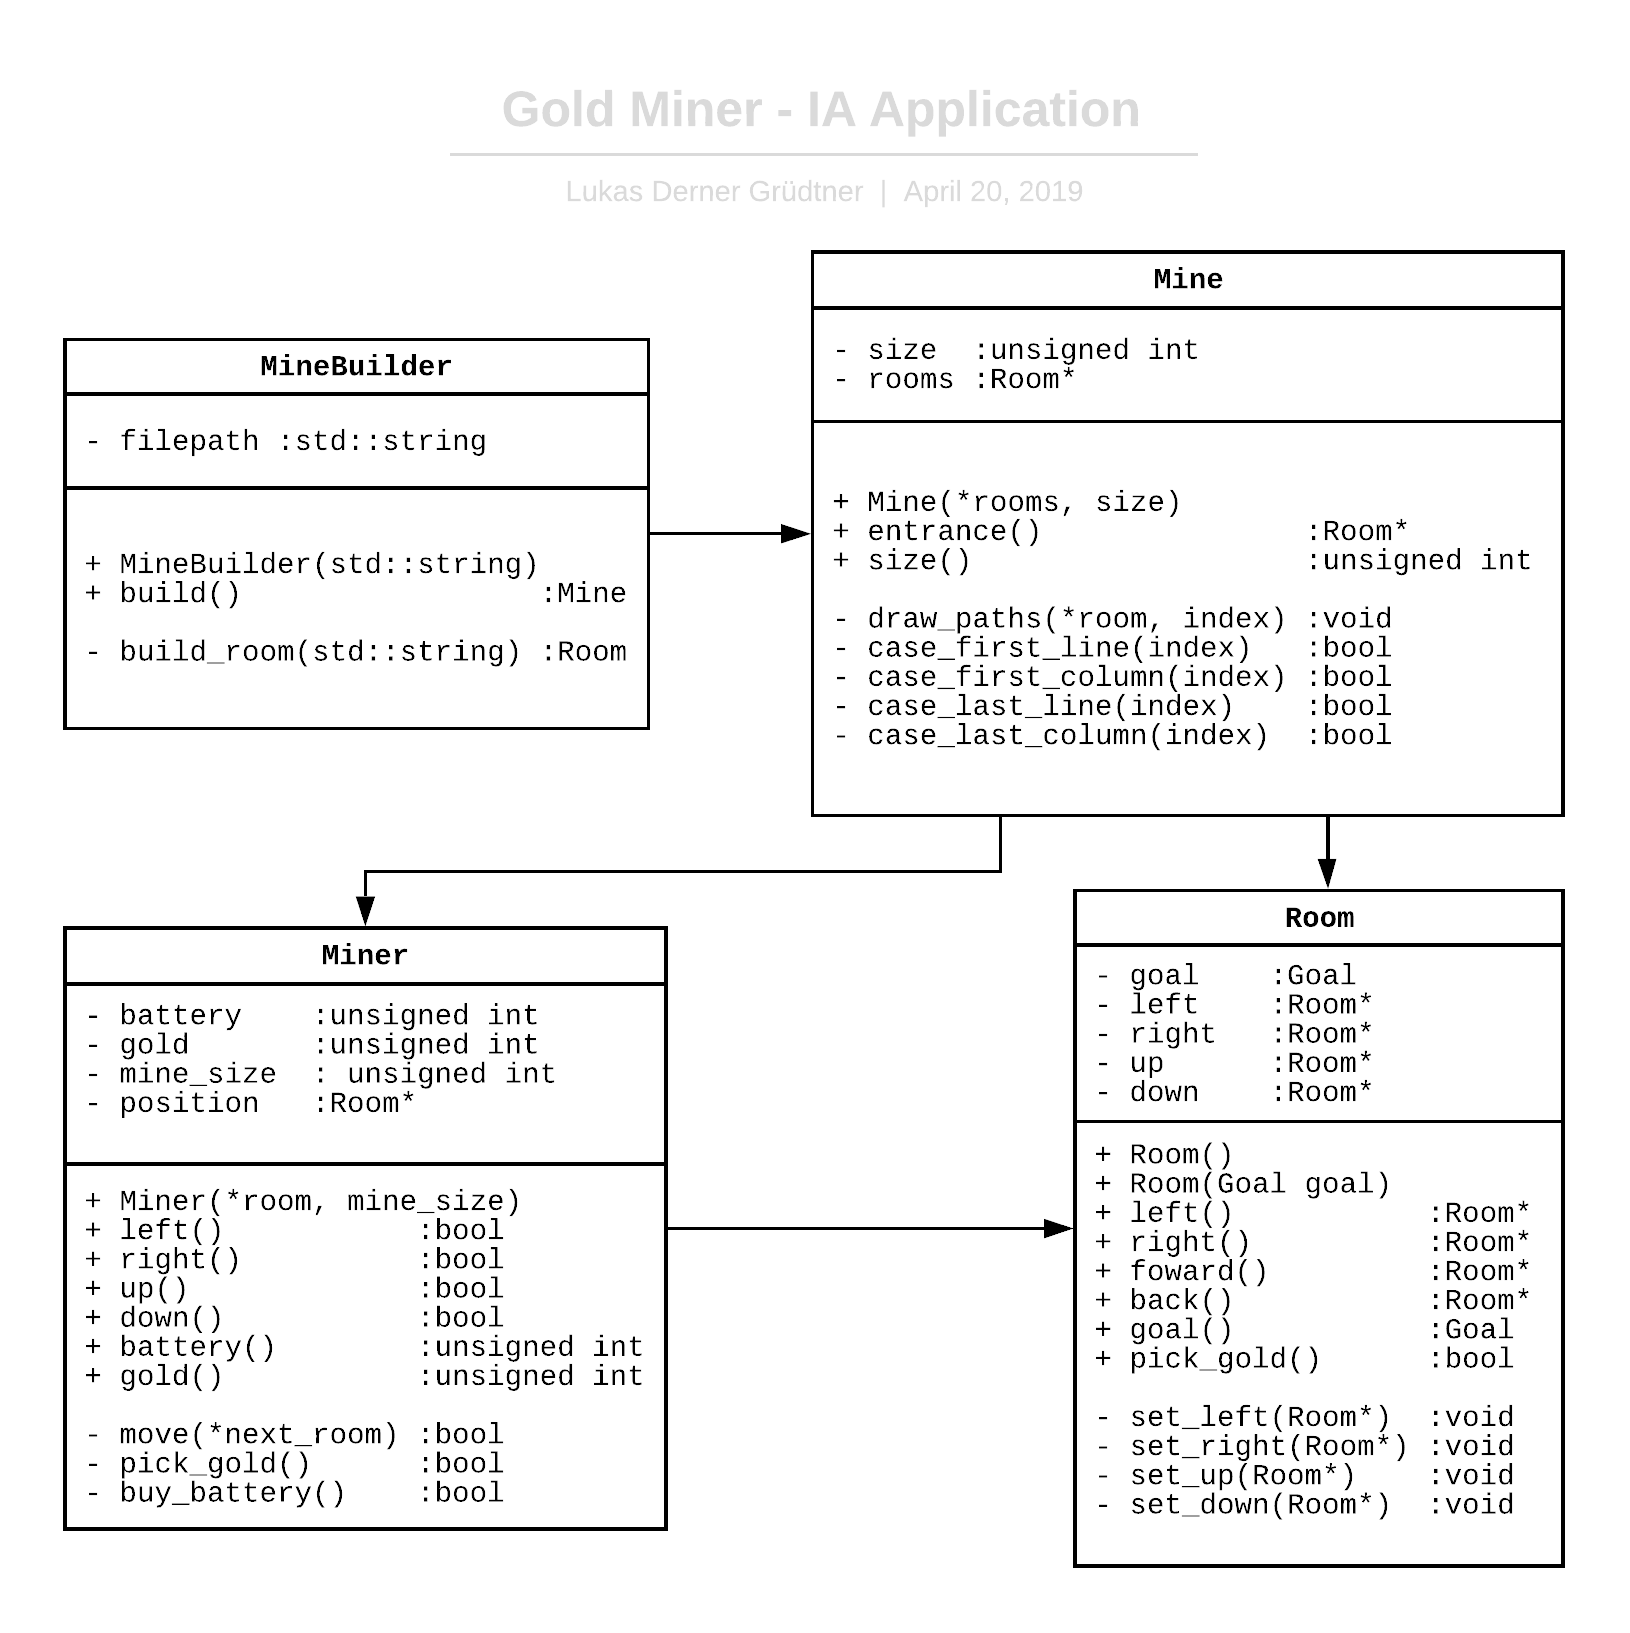 Gold Miner - IA Application
Lukas Derner Grüdtner | April 20, 2019
MineBuilder
- filepath :std::string
+ MineBuilder(std::string)
+ build() :Mine
- build_room(std::string) :Room
Mine
- size :unsigned int
- rooms :Room*
+ Mine(*rooms, size)
+ entrance() :Room*
+ size() :unsigned int
- draw_paths(*room, index) :void
- case_first_line(index) :bool
- case_first_column(index) :bool
- case_last_line(index) :bool
- case_last_column(index) :bool
Miner
- battery :unsigned int
- gold :unsigned int
- mine_size : unsigned int
- position :Room*
+ Miner(*room, mine_size)
+ left() :bool
+ right() :bool
+ up() :bool
+ down() :bool
+ battery() :unsigned int
+ gold() :unsigned int
- move(*next_room) :bool
- pick_gold() :bool
- buy_battery() :bool
Room
- goal :Goal
- left :Room*
- right :Room*
- up :Room*
- down :Room*
+ Room()
+ Room(Goal goal)
+ left() :Room*
+ right() :Room*
+ foward() :Room*
+ back() :Room*
+ goal() :Goal
+ pick_gold() :bool
- set_left(Room*) :void
- set_right(Room*) :void
- set_up(Room*) :void
- set_down(Room*) :void